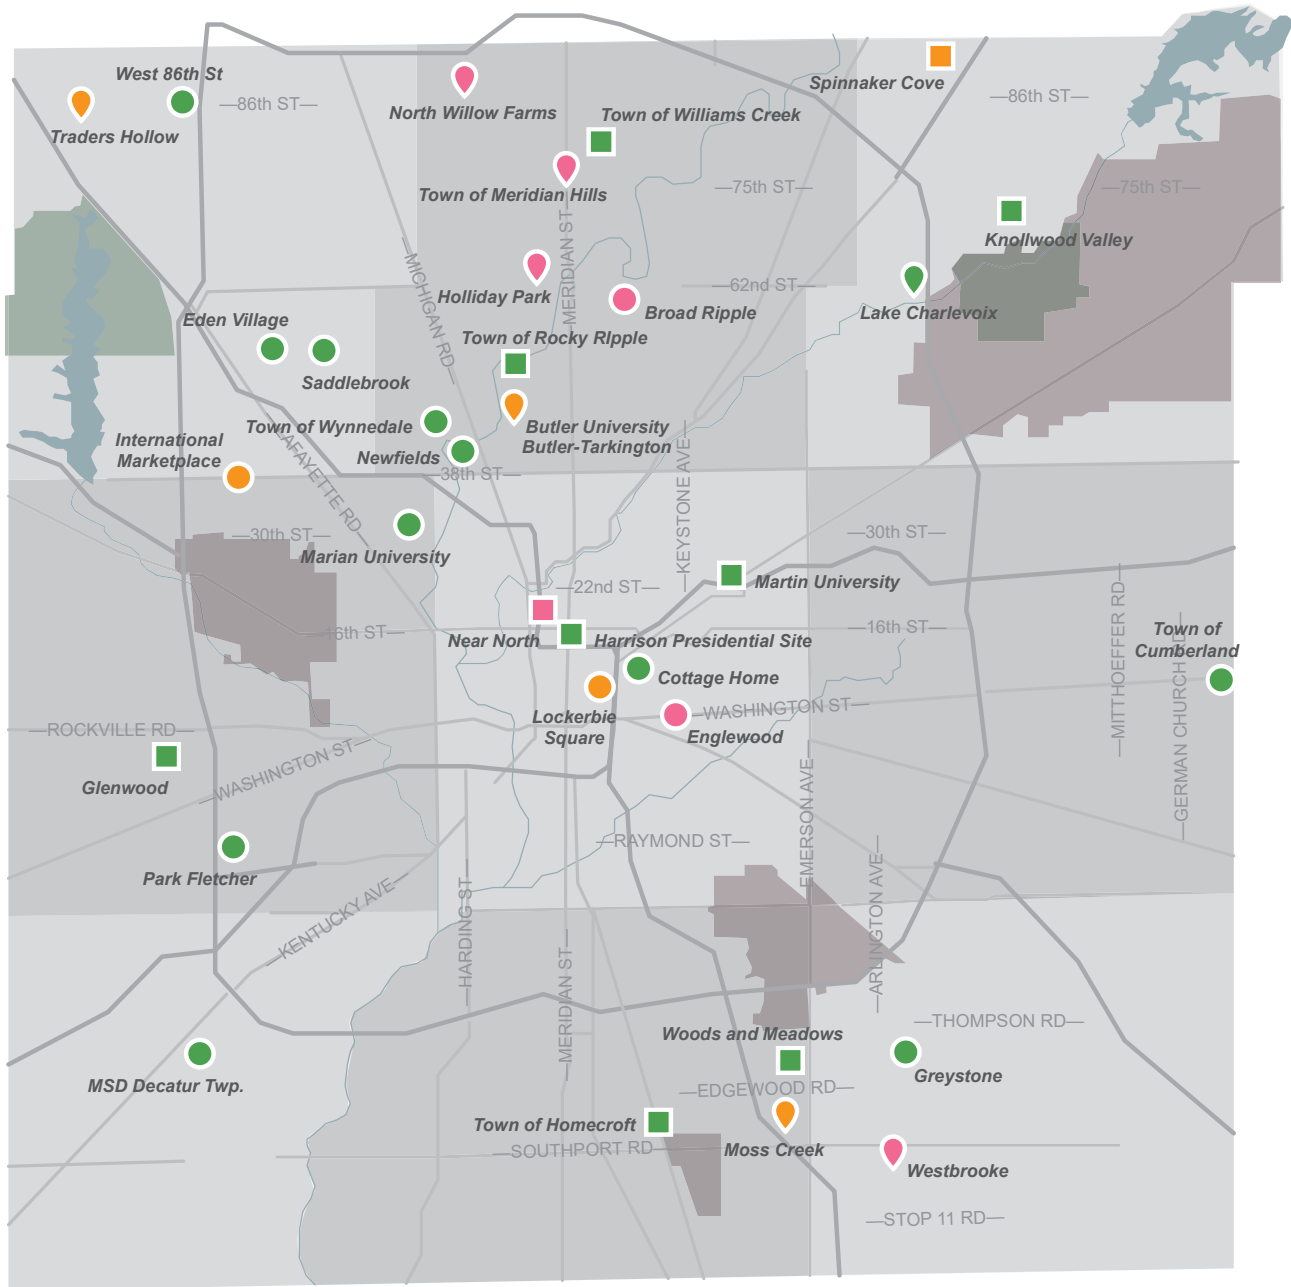 West 86th St
—86th ST—
Traders Hollow
North Willow Farms
Town of Williams Creek
Spinnaker Cove
—86th ST—
Town of Meridian Hills
—75th ST—
—75th ST—
—MERIDIAN ST—
—MICHIGAN RD—
Knollwood Valley
Holliday Park
—62nd ST—
Broad Ripple
Lake Charlevoix
Eden Village
Saddlebrook
Town of Rocky RIpple
Town of Wynnedale
Butler University
Butler-Tarkington
Newfields
—38th ST—
International
Marketplace
LAFAYETTE RD—
—KEYSTONE AVE—
—30th ST—
—30th ST—
Marian University
—22nd ST—
Martin University
—16th ST—
Near North
Harrison Presidential Site
—16th ST—
—MITTHOEFFER RD—
—GERMAN CHURCH RD—
Town of
Cumberland
Cottage Home
Lockerbie
Square
—WASHINGTON ST—
Englewood
—ROCKVILLE RD—
—WASHINGTON ST—
Glenwood
—EMERSON AVE—
—RAYMOND ST—
Park Fletcher
—KENTUCKY AVE—
—HARDING ST—
—MERIDIAN ST—
—ARLINGTON AVE—
—THOMPSON RD—
Woods and Meadows
MSD Decatur Twp.
Greystone
—EDGEWOOD RD—
Town of Homecroft
—SOUTHPORT RD—
Moss Creek
Westbrooke
—STOP 11 RD—